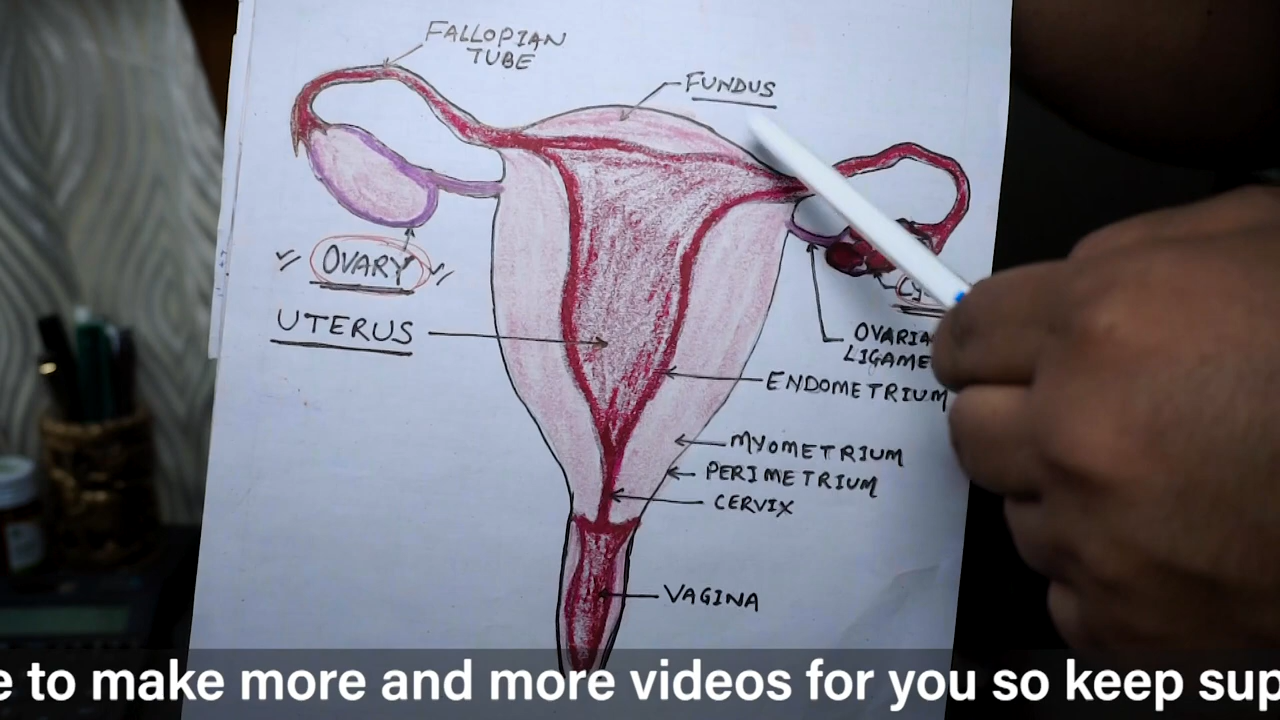 FALLOPIAN
TUBE
FUNDUS
OVARY
UTERUS
ENDOMETRIUM
MYOMETRIUM
PERIMETRIUM
CERVIX
VAGINA
to make more and more videos for you so keep